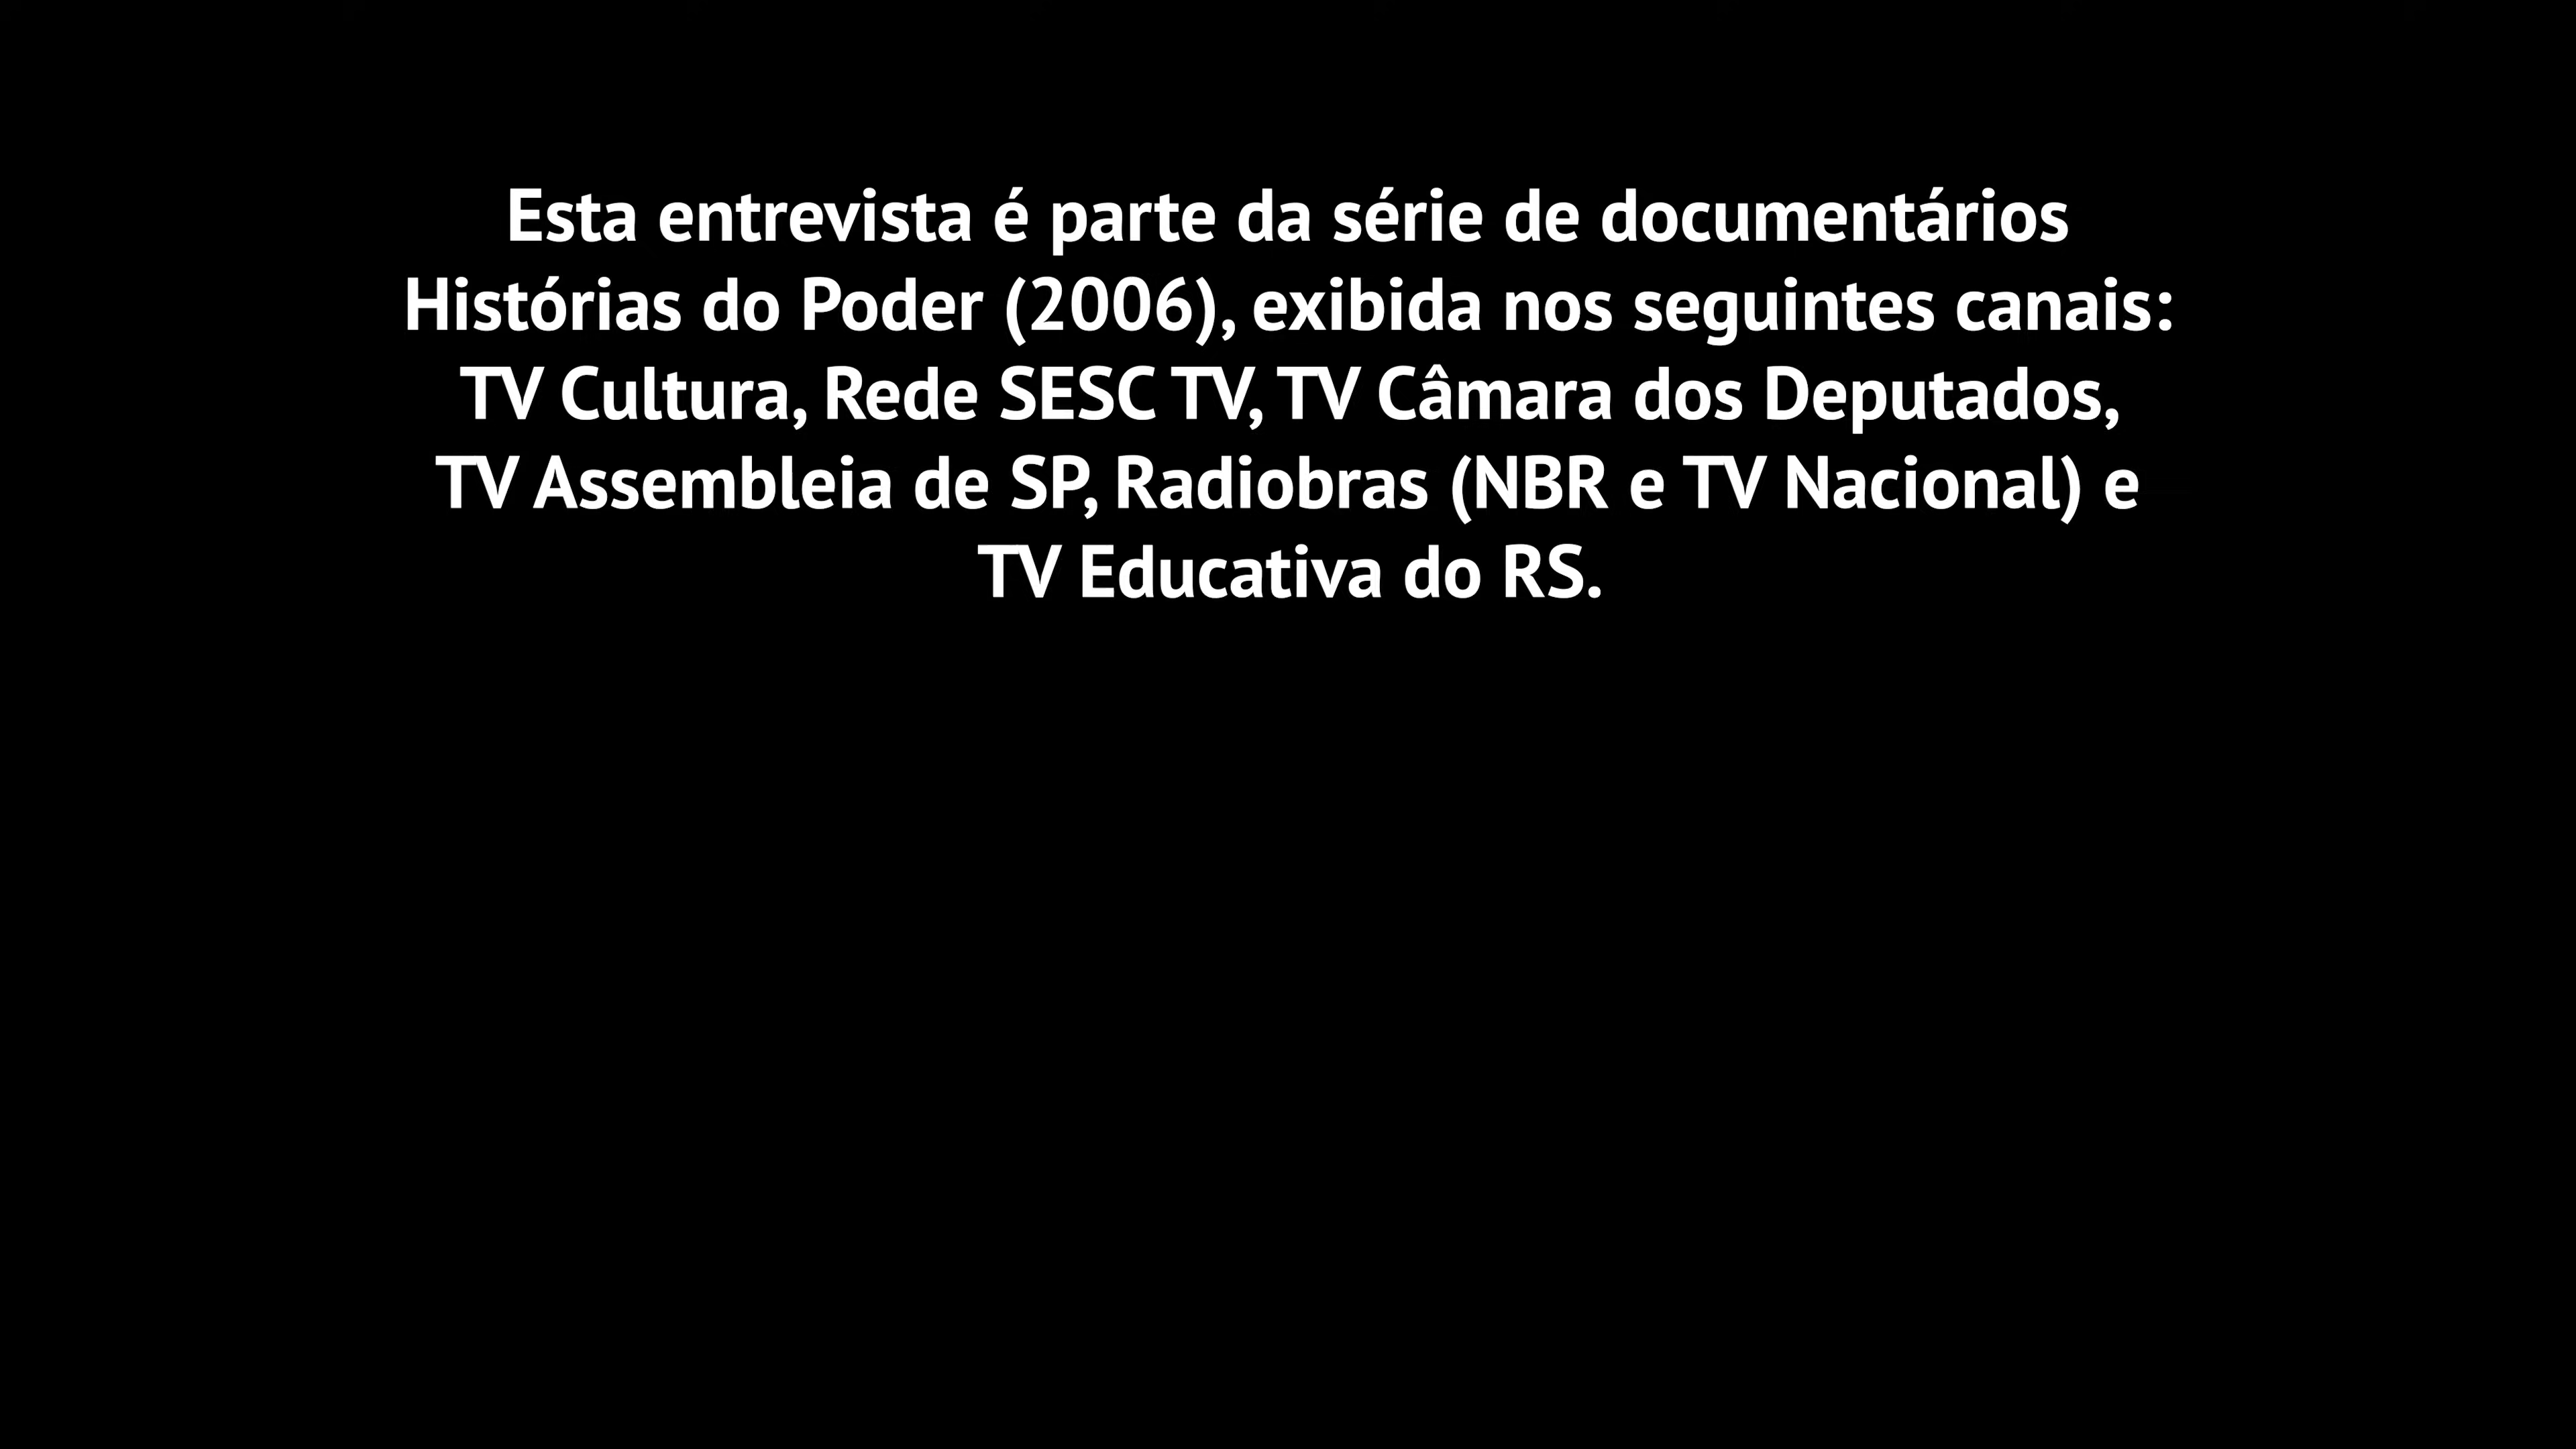 Esta entrevista é parte da série de documentários
Histórias do Poder (2006), exibida nos seguintes canais:
TV Cultura, Rede SESC TV, TV Câmara dos Deputados,
TV Assembleia de SP, Radiobras (NBR e TV Nacional) e
TV Educativa do RS.